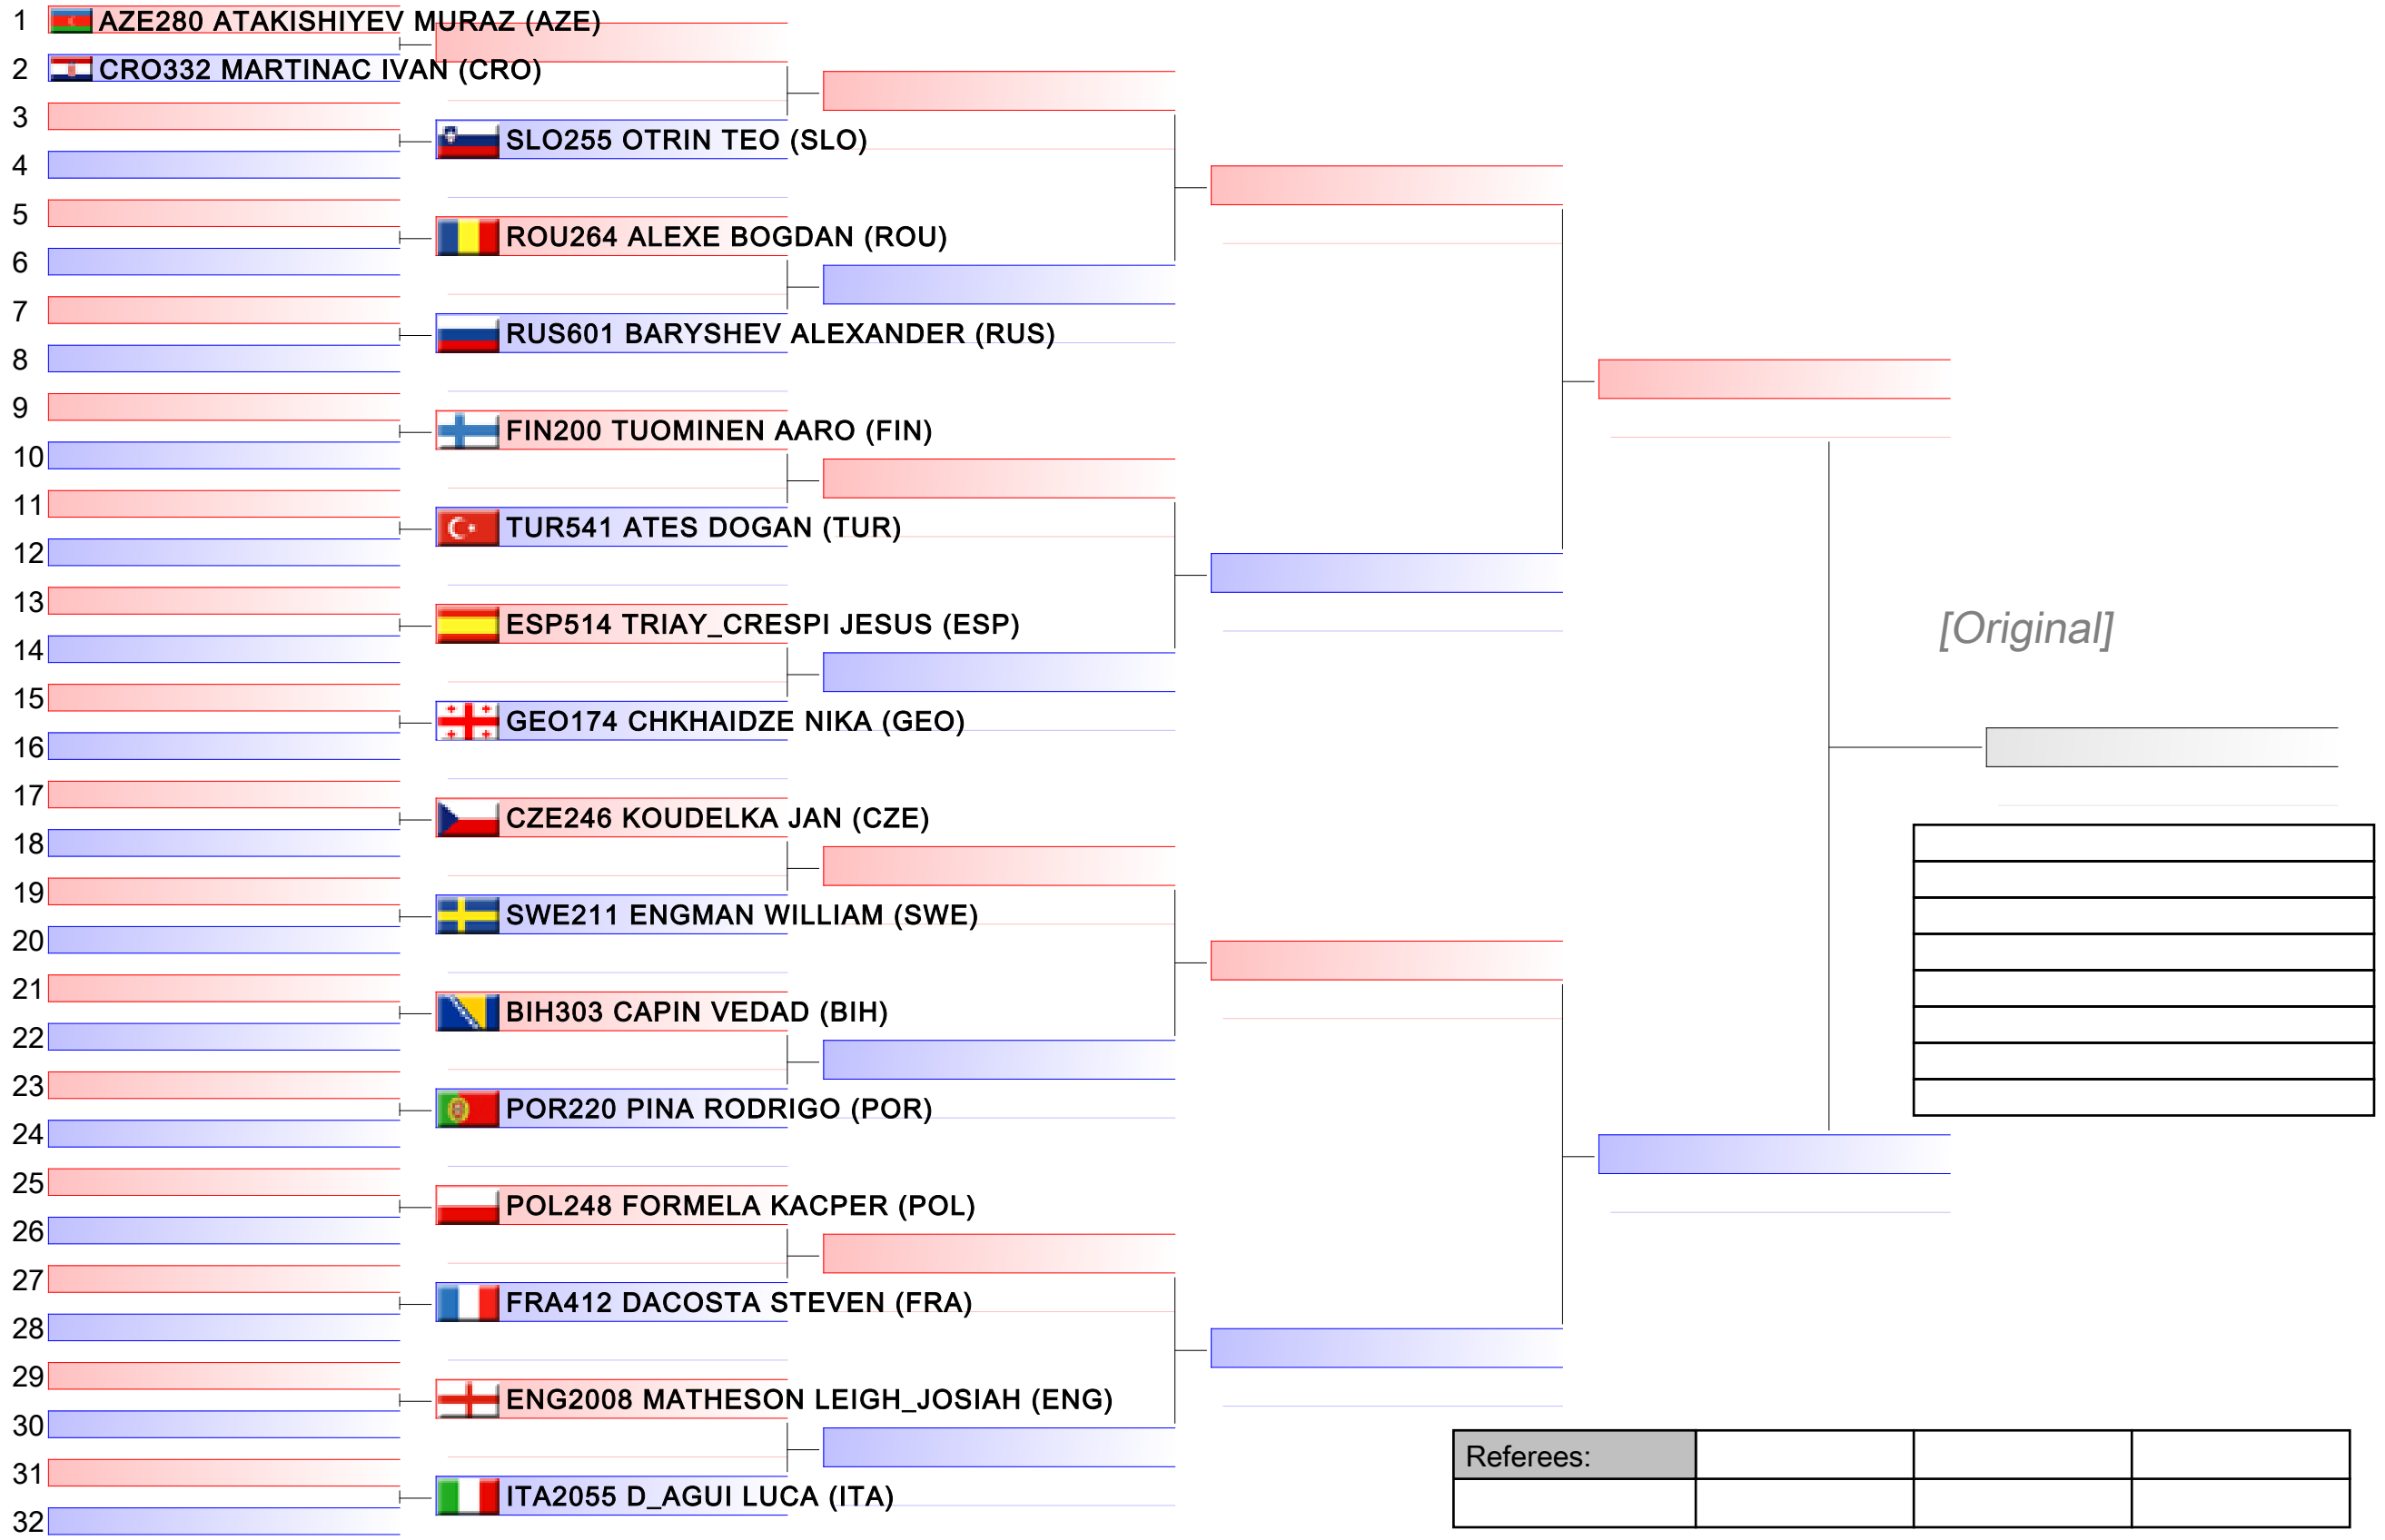 1 AZE280 ATAKISHIYEV MURAZ (AZE)
2 CRO332 MARTINAC IVAN (CRO)
3
SLO255 OTRIN TEO (SLO)
4
5
ROU264 ALEXE BOGDAN (ROU)
6
7
RUS601 BARYSHEV ALEXANDER (RUS)
8
9
FIN200 TUOMINEN AARO (FIN)
10
11
TUR541 ATES DOGAN (TUR)
12
13
ESP514 TRIAY_CRESPI JESUS (ESP)
[Original]
14
15
GEO174 CHKHAIDZE NIKA (GEO)
16
17
CZE246 KOUDELKA JAN (CZE)
18
19
SWE211 ENGMAN WILLIAM (SWE)
20
21
BIH303 CAPIN VEDAD (BIH)
22
23
POR220 PINA RODRIGO (POR)
24
25
POL248 FORMELA KACPER (POL)
26
27
FRA412 DACOSTA STEVEN (FRA)
28
29
ENG2008 MATHESON LEIGH_JOSIAH (ENG)
30
Referees:
31
ITA2055 D_AGUI LUCA (ITA)
32